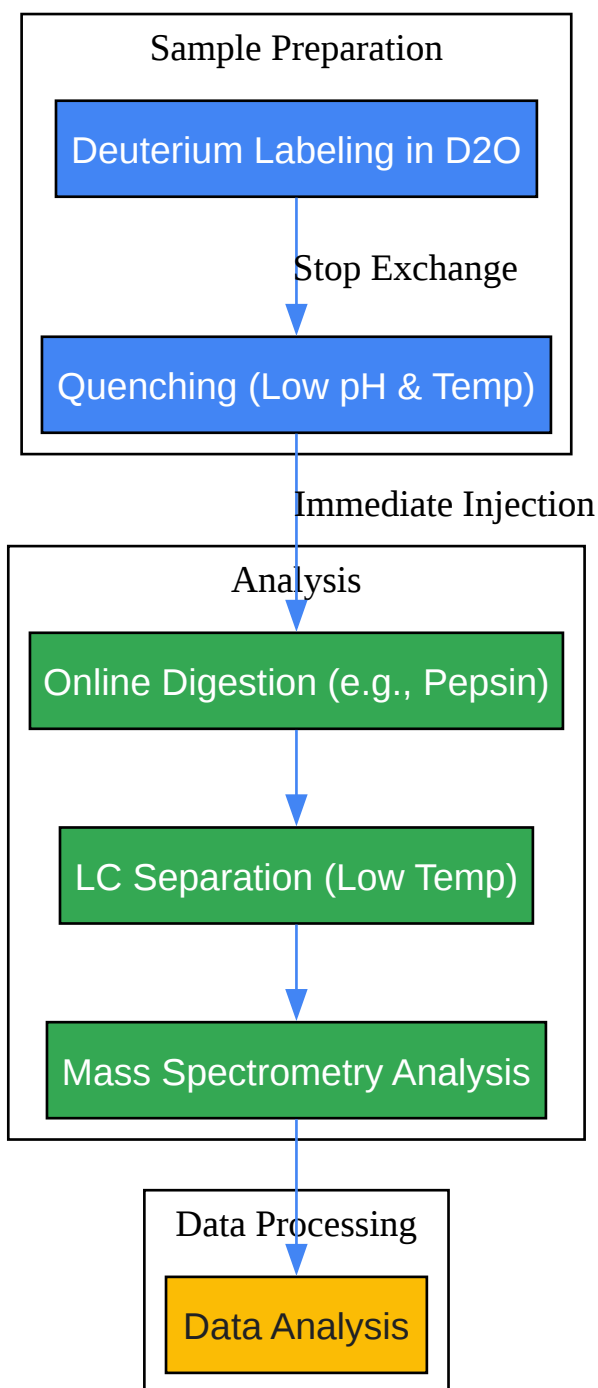 Sample Preparation
Deuterium Labeling in D2O
Stop Exchange
Quenching (Low pH & Temp)
Immediate Injection
Analysis
Online Digestion (e.g., Pepsin)
LC Separation (Low Temp)
Mass Spectrometry Analysis
Data Processing
Data Analysis